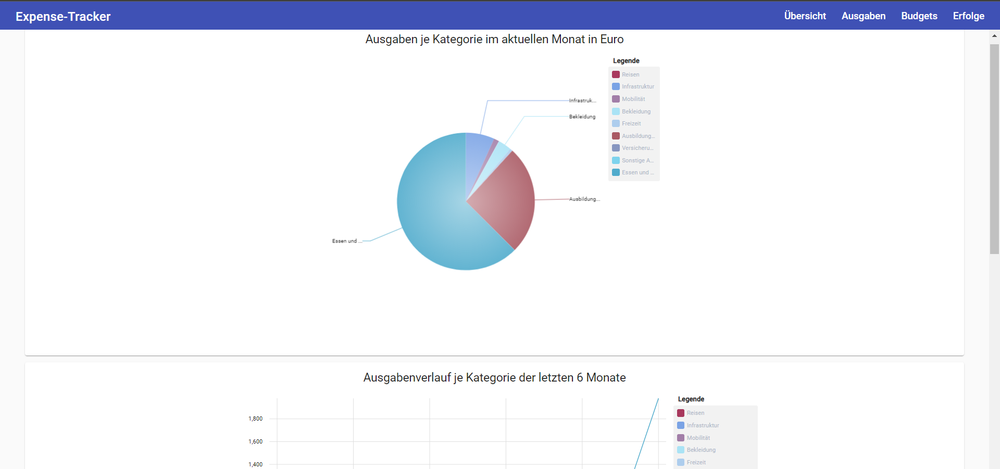 Expense-Tracker
Übersicht
Ausgaben
Budgets
Erfolge
Ausgaben je Kategorie im aktuellen Monat in Euro
Legende
Reisen
Infrastruktur
Mobilität
Bekleidung
Freizeit
Ausbildung...
Versicheru...
Sonstige A...
Essen und ...
Infrastruk...
Bekleidung
Ausbildung...
Essen und ...
Ausgabenverlauf je Kategorie der letzten 6 Monate
1,800
1,600
1,400
Legende
Reisen
Infrastruktur
Mobilität
Bekleidung
Freizeit